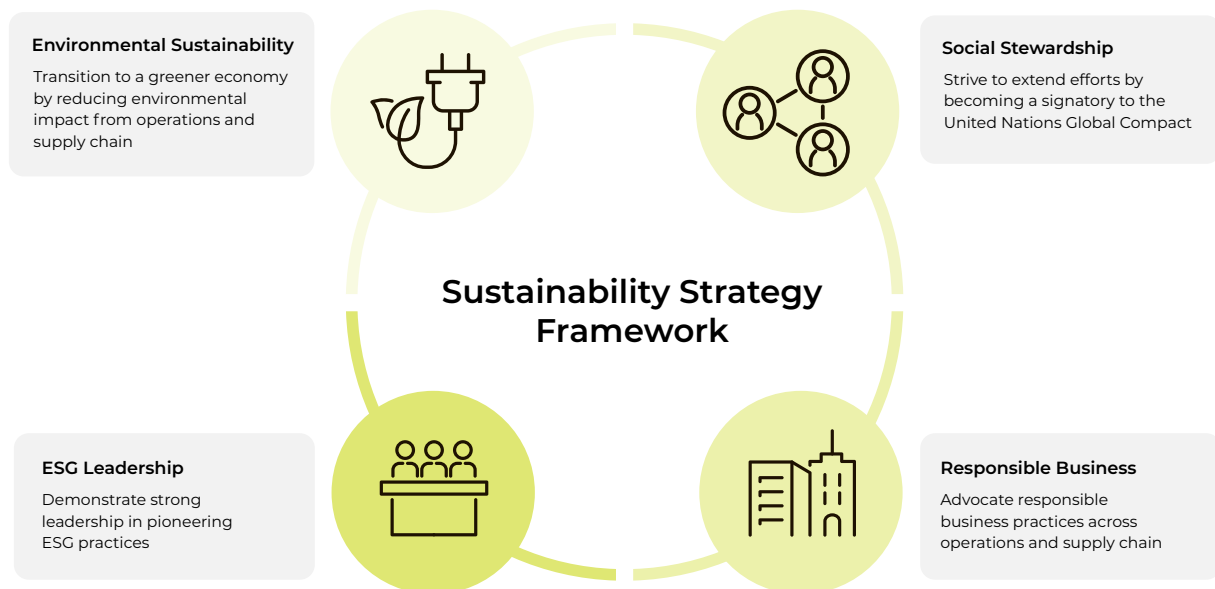 Environmental Sustainability
Transition to a greener economy
by reducing environmental
impact from operations and
supply chain
Social Stewardship
Strive to extend efforts by
becoming a signatory to the
United Nations Global Compact
Sustainability Strategy
Framework
ESG Leadership
Demonstrate strong
leadership in pioneering
ESG practices
Responsible Business
Advocate responsible
business practices across
operations and supply chain